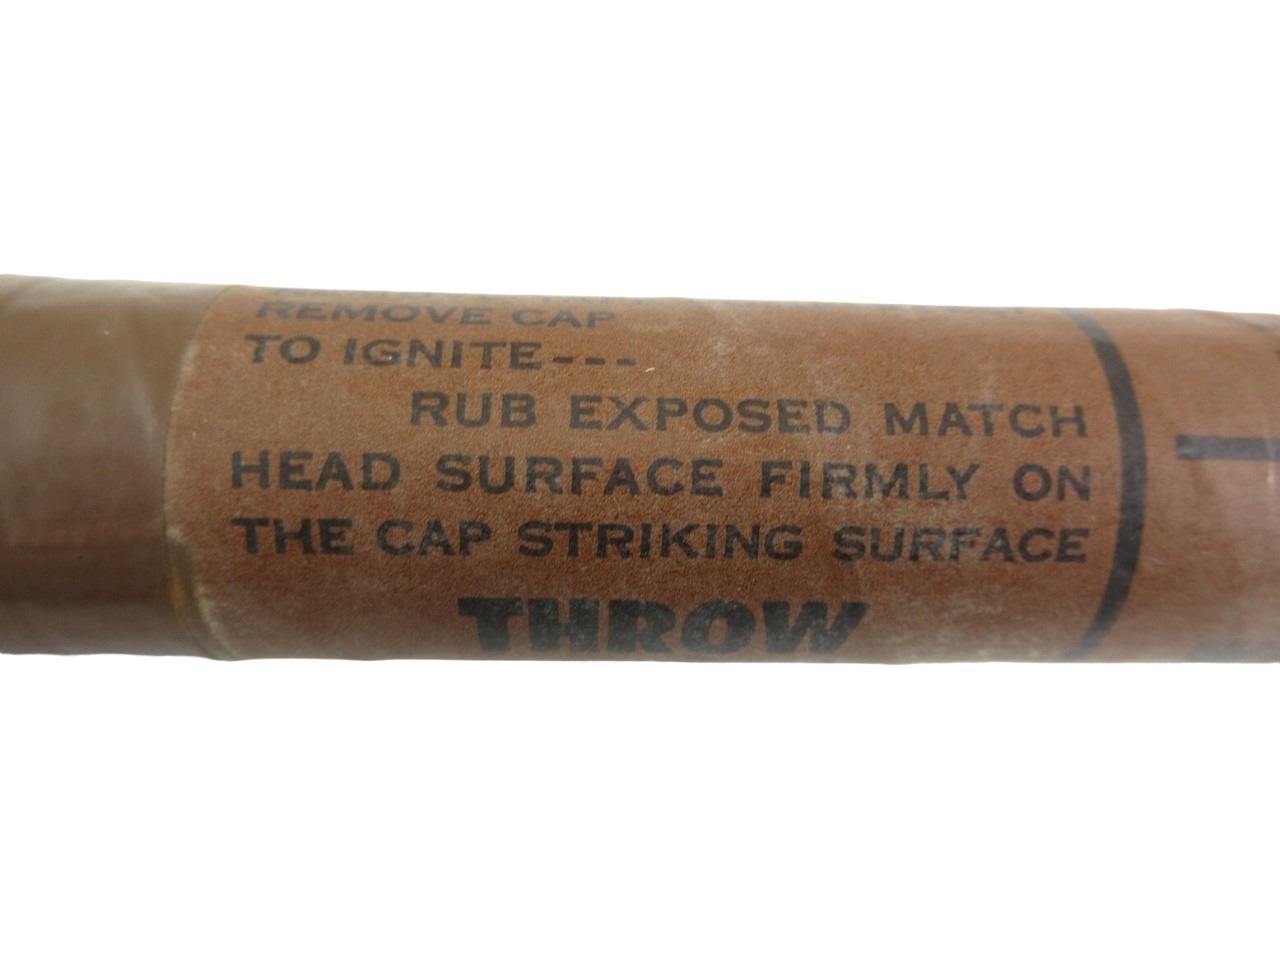 REMOVE CAP
TO IGNITE---
RUB EXPOSED MATCH
HEAD SURFACE FIRMLY ON
THE CAP STRIKING SURFACE
THROW